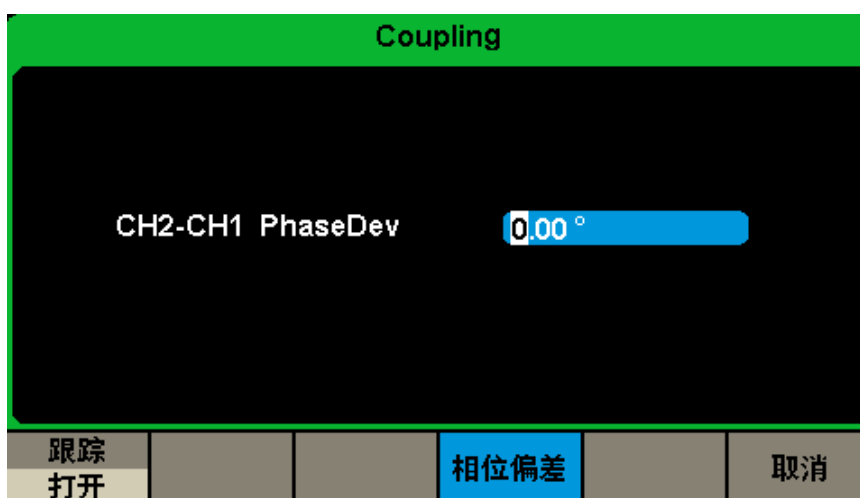 Coupling
CH2-CH1 PhaseDev 0.00 °
跟踪
打开
相位偏差
取消